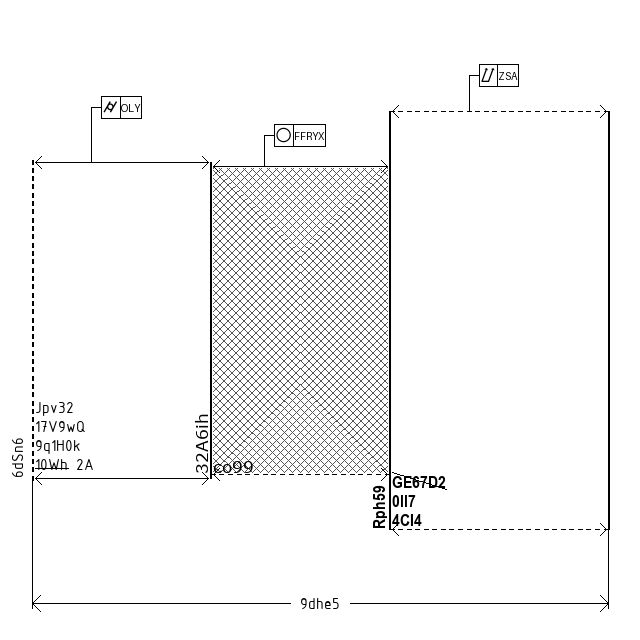 ZSA
OLY
FFRYX
Jpv32
17V9wQ
9q1H0k
10Wh 2A
6dSn6
32A6ih
co99
GE67D2
0II7
4CI4
Rph59
9dhe5